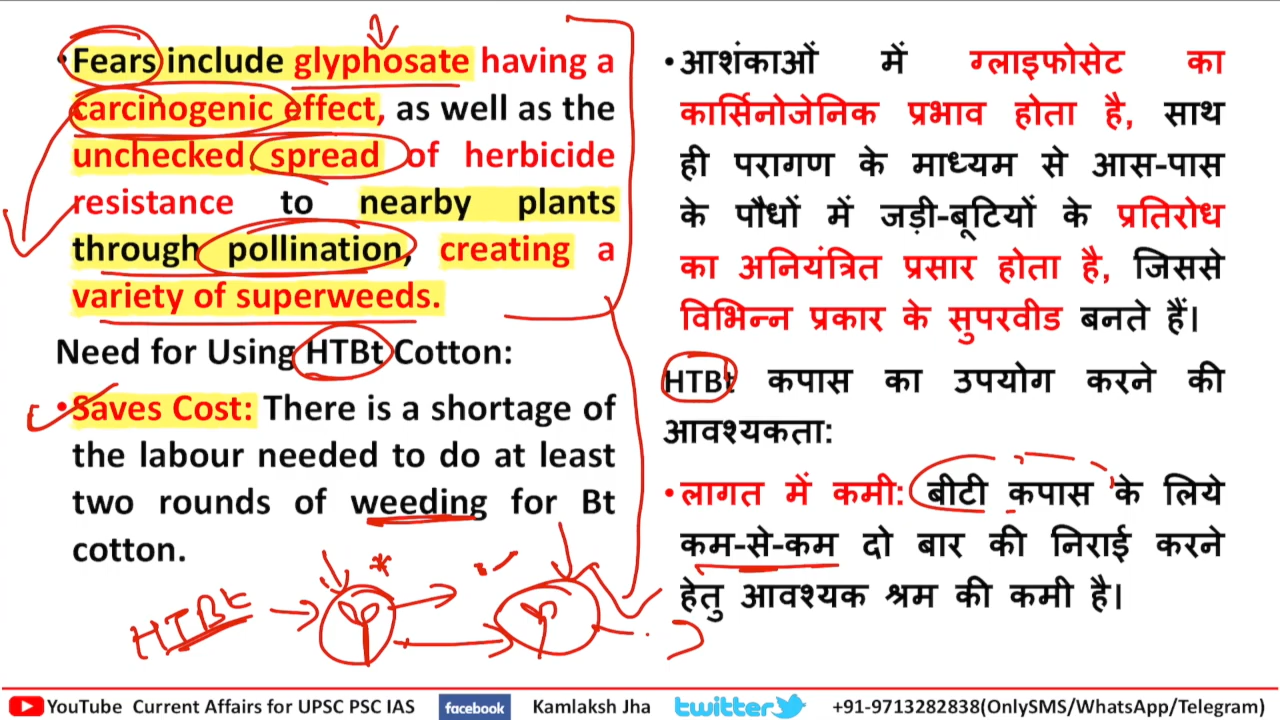 • Fears include glyphosate having a
carcinogenic effect, as well as the
unchecked spread of herbicide
resistance to nearby plants
through pollination, creating a
variety of superweeds.
Need for Using HTBt Cotton:
• Saves Cost: There is a shortage of
the labour needed to do at least
two rounds of weeding for Bt
cotton.
HTBt
• आशंकाओं में ग्लाइफोसेट का
कार्सिनोजेनिक प्रभाव होता है, साथ
ही परागण के माध्यम से आस-पास
के पौधों में जड़ी-बूटियों के प्रतिरोध
का अनियंत्रित प्रसार होता है, जिससे
विभिन्न प्रकार के सुपरवीड बनते हैं।
HTBt कपास का उपयोग करने की
आवश्यकता:
• लागत में कमी: बीटी कपास के लिये
कम-से-कम दो बार की निराई करने
हेतु आवश्यक श्रम की कमी है।
YouTube Current Affairs for UPSC PSC IAS facebook Kamlaksh Jha twitter +91-9713282838(OnlySMS/WhatsApp/Telegram)